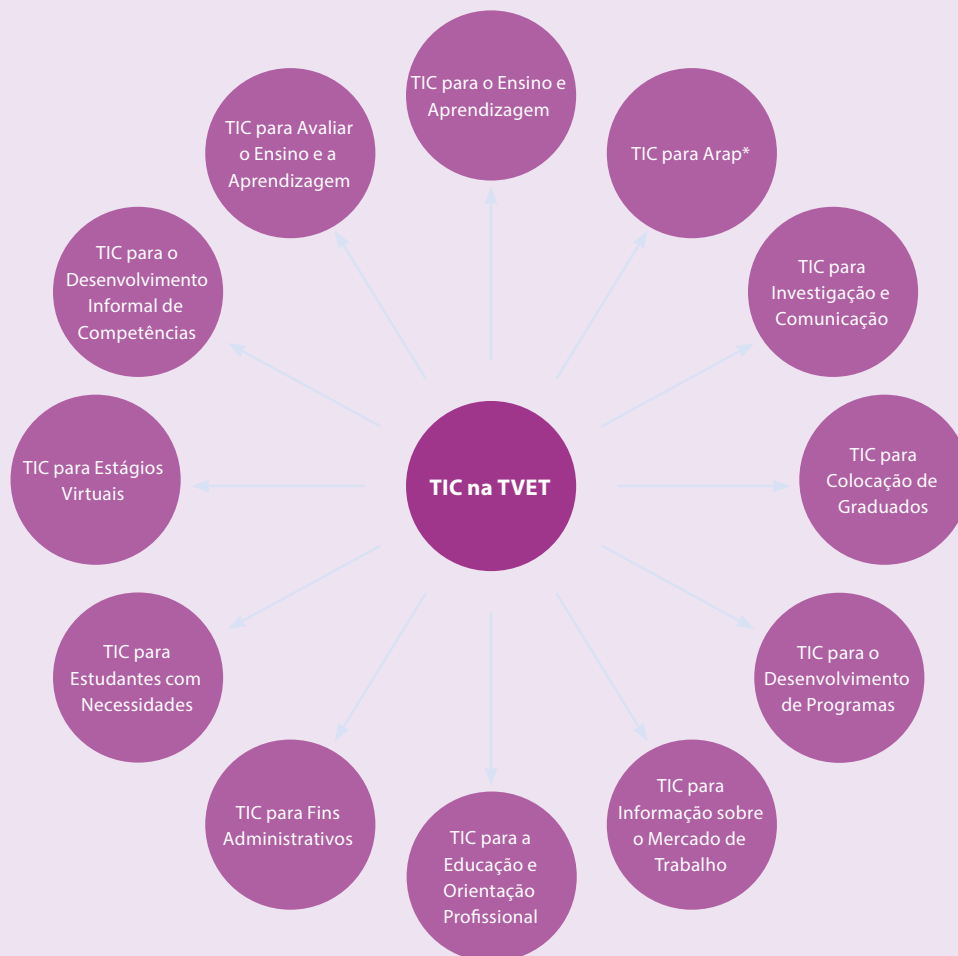 TIC para o Ensino e
Aprendizagem
TIC para Arap*
TIC para
Investigação e
Comunicação
TIC para
Colocação de
Graduados
TIC para o
Desenvolvimento
de Programas
TIC para
Informação sobre
o Mercado de
Trabalho
TIC para a
Educação e
Orientação
Profissional
TIC para Fins
Administrativos
TIC para
Estudantes com
Necessidades
TIC para Estágios
Virtuais
TIC para o
Desenvolvimento
Informal de
Competências
TIC para Avaliar
o Ensino e a
Aprendizagem
TIC na TVET